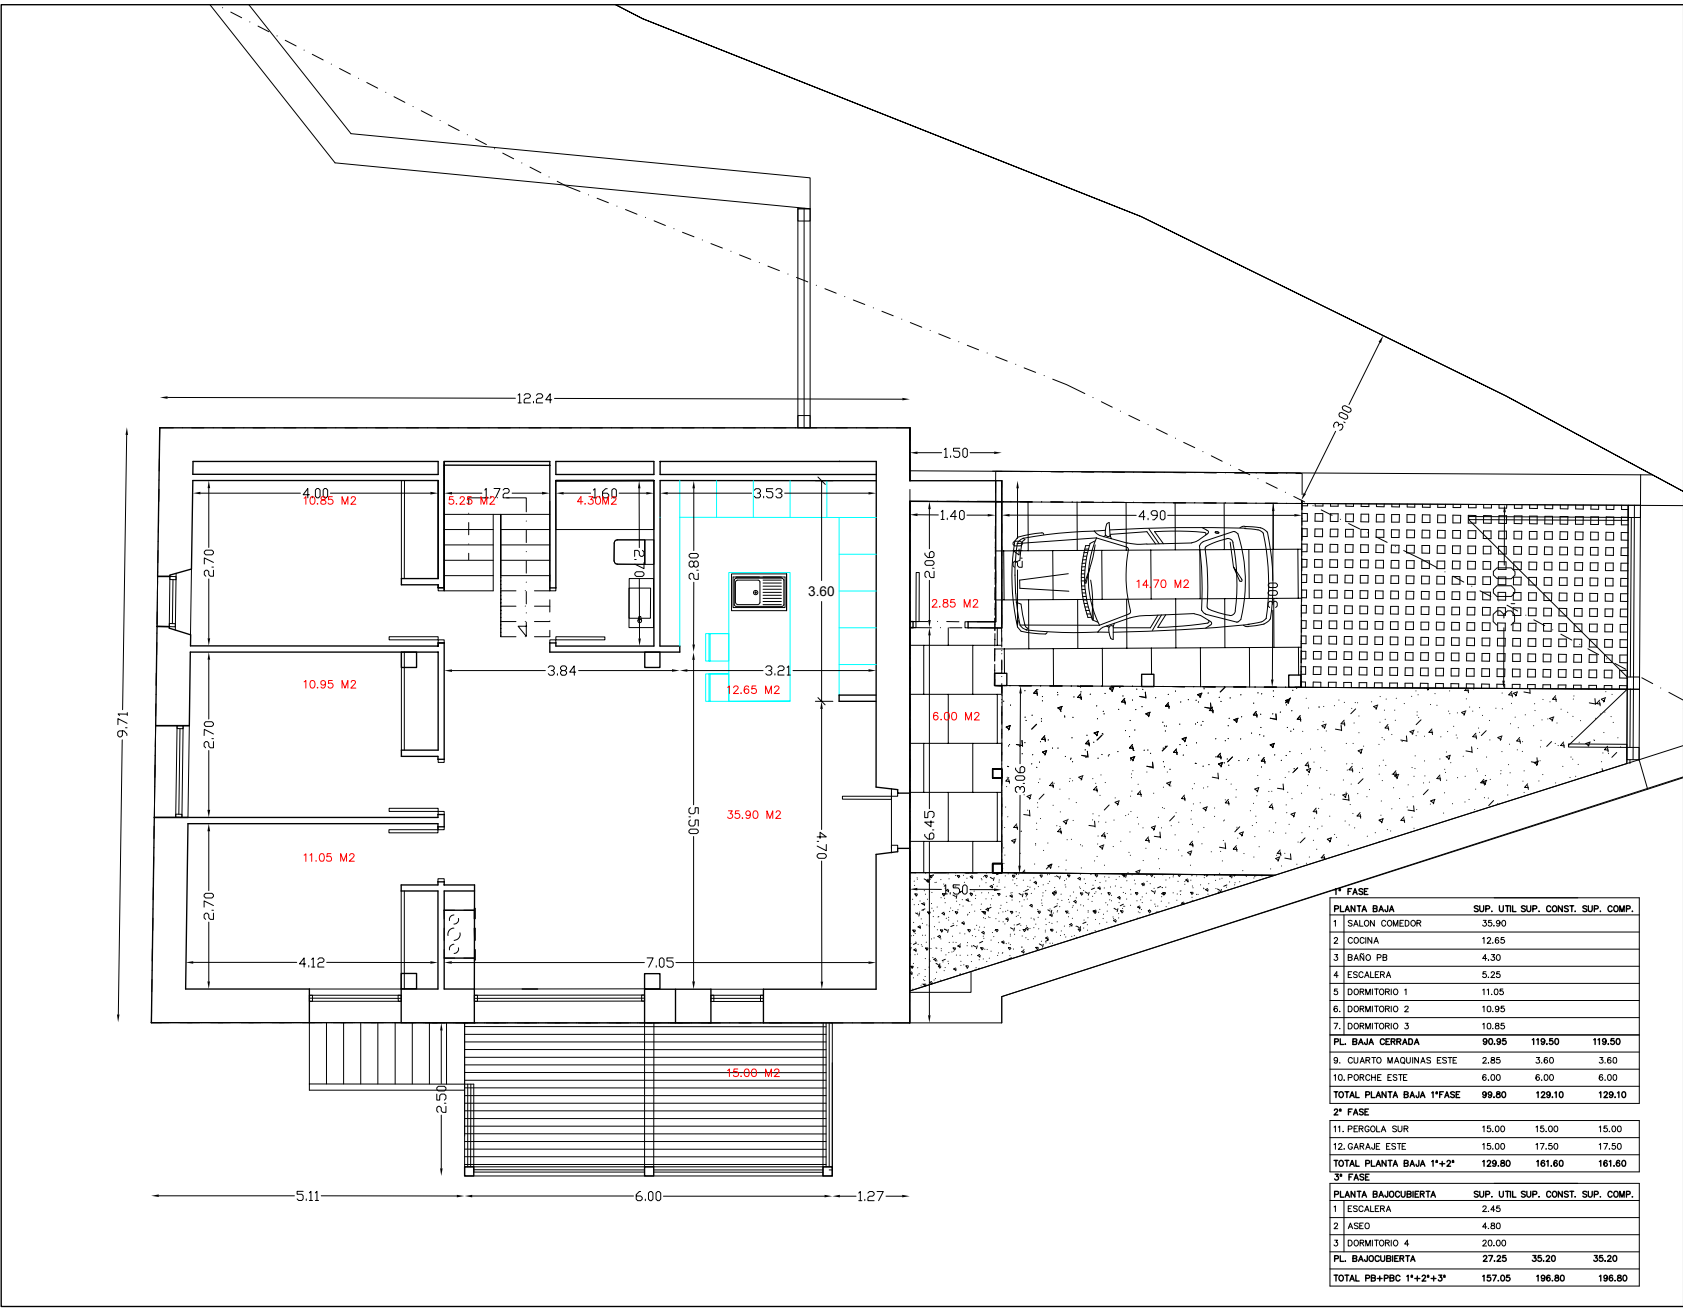 12.24
1.50
3.00
4.00
10.85 M2
5.25 M2
1.72
1.60
4.30M2
3.53
1.40
4.90
2.70
2.70
2.80
3.60
2.06
14.70 M2
3.00
3,00
2.85 M2
3.84
3.21
10.95 M2
12.65 M2
6.00 M2
9.71
2.70
3.06
35.90 M2
5.50
4.70
6.45
11.05 M2
2.70
1.50
4.12
7.05
15.00 M2
2.50
5.11
6.00
1.27
1ª FASE
PLANTA BAJA SUP. UTIL SUP. CONST. SUP. COMP.
1 SALON COMEDOR 35.90
2 COCINA 12.65
3 BAÑO PB 4.30
4 ESCALERA 5.25
5 DORMITORIO 1 11.05
6. DORMITORIO 2 10.95
7. DORMITORIO 3 10.85
PL. BAJA CERRADA 90.95 119.50 119.50
9. CUARTO MAQUINAS ESTE 2.85 3.60 3.60
10. PORCHE ESTE 6.00 6.00 6.00
TOTAL PLANTA BAJA 1ªFASE 99.80 129.10 129.10
2ª FASE
11. PERGOLA SUR 15.00 15.00 15.00
12. GARAJE ESTE 15.00 17.50 17.50
TOTAL PLANTA BAJA 1ª+2ª 129.80 161.60 161.60
3ª FASE
PLANTA BAJOCUBIERTA SUP. UTIL SUP. CONST. SUP. COMP.
1 ESCALERA 2.45
2 ASEO 4.80
3 DORMITORIO 4 20.00
PL. BAJOCUBIERTA 27.25 35.20 35.20
TOTAL PB+PBC 1ª+2ª+3ª 157.05 196.80 196.80